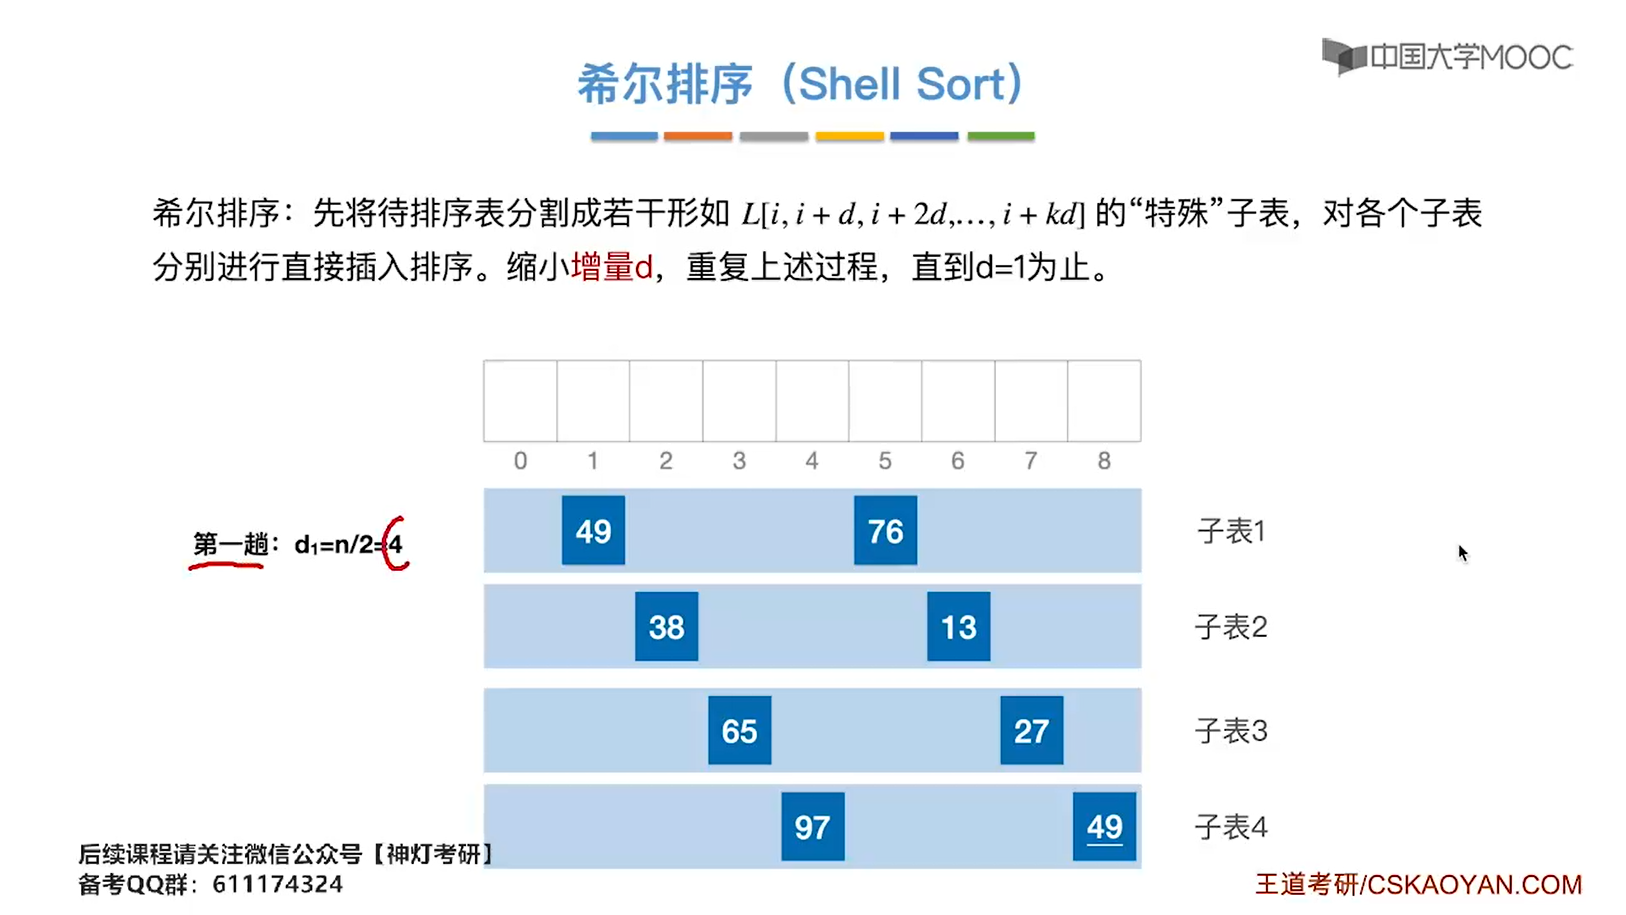 中国大学MOOC
希尔排序（Shell Sort）
希尔排序：先将待排序表分割成若干形如 L[i, i + d, i + 2d,…, i + kd] 的“特殊”子表，对各个子表
分别进行直接插入排序。缩小增量d，重复上述过程，直到d=1为止。
0 1 2 3 4 5 6 7 8
第一趟：d₁=n/2=4
49 76 子表1
38 13 子表2
65 27 子表3
97 49 子表4
后续课程请关注微信公众号【神灯考研】
备考QQ群：611174324
王道考研/CSKAOYAN.COM